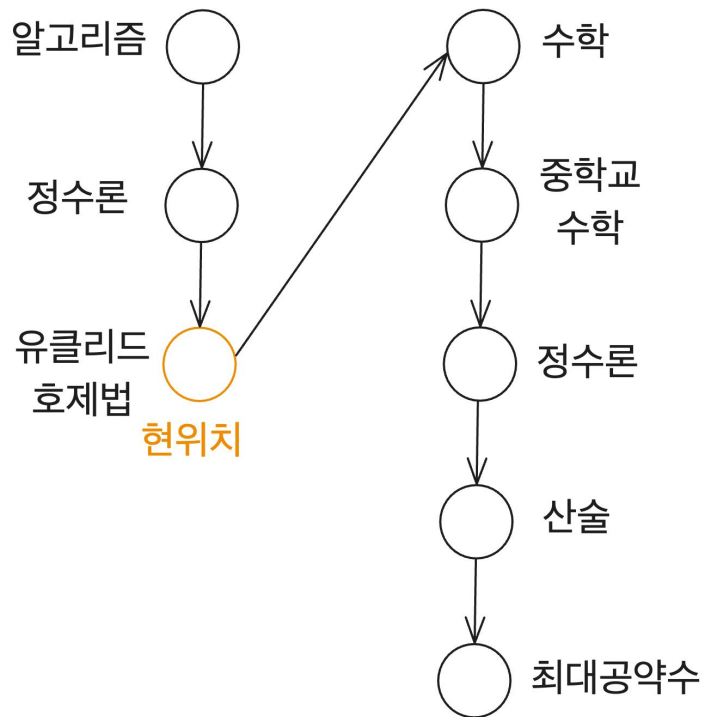 알고리즘
정수론
유클리드
호제법
현위치
수학
중학교
수학
정수론
산술
최대공약수